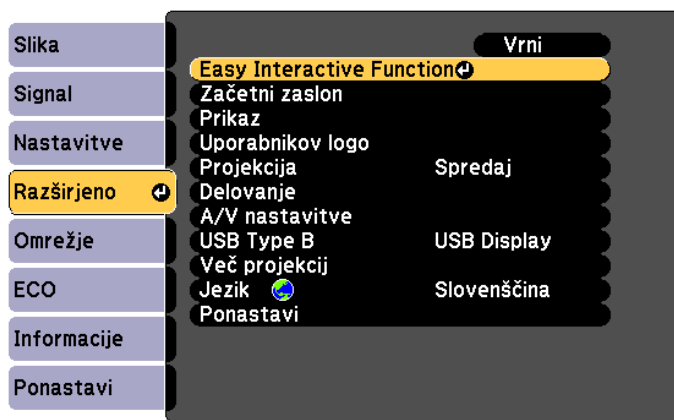 Slika
Signal
Nastavitve
Razširjeno
Omrežje
ECO
Informacije
Ponastavi
Vrni
Easy Interactive Function
Začetni zaslon
Prikaz
Uporabnikov logo
Projekcija Spredaj
Delovanje
A/V nastavitve
USB Type B USB Display
Več projekcij
Jezik Slovenščina
Ponastavi